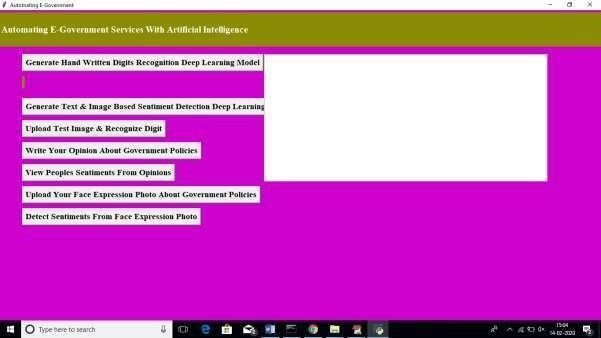 Automating E-Government
Automating E-Government Services With Artificial Intelligence
Generate Hand Written Digits Recognition Deep Learning Model
Generate Text & Image Based Sentiment Detection Deep Learning
Upload Test Image & Recognize Digit
Write Your Opinion About Government Policies
View Peoples Sentiments From Opinions
Upload Your Face Expression Photo About Government Policies
Detect Sentiments From Face Expression Photo
Type here to search
15:04
14-02-2020